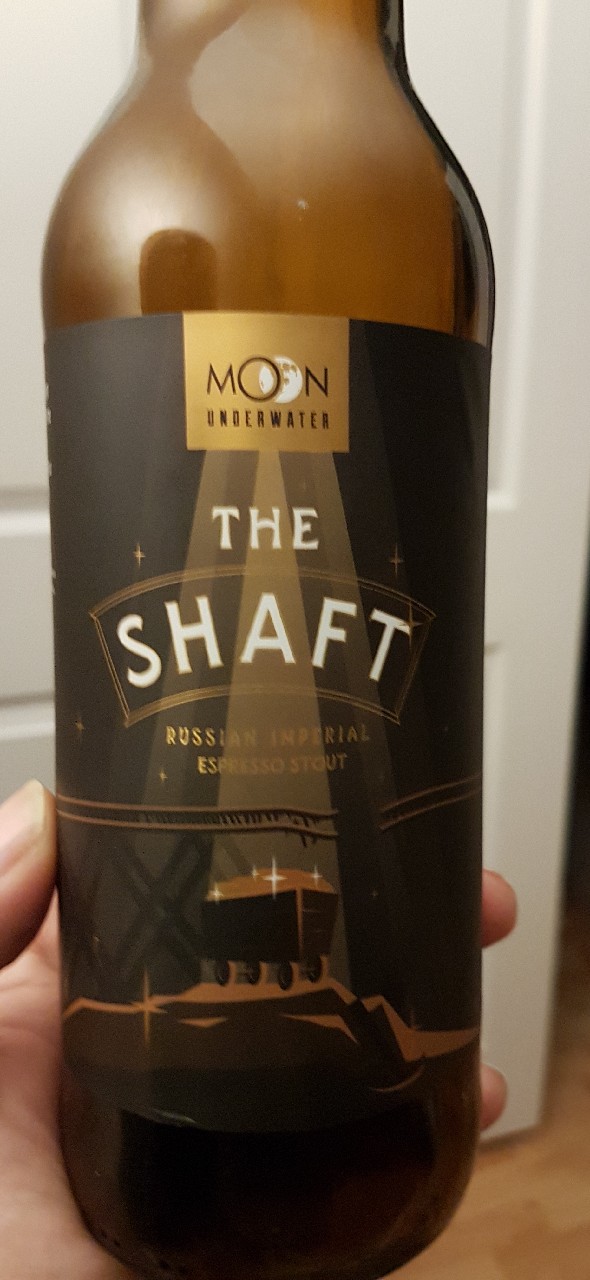 MOON
UNDERWATER
THE
SHAFT
RUSSIAN IMPERIAL
ESPRESSO STOUT